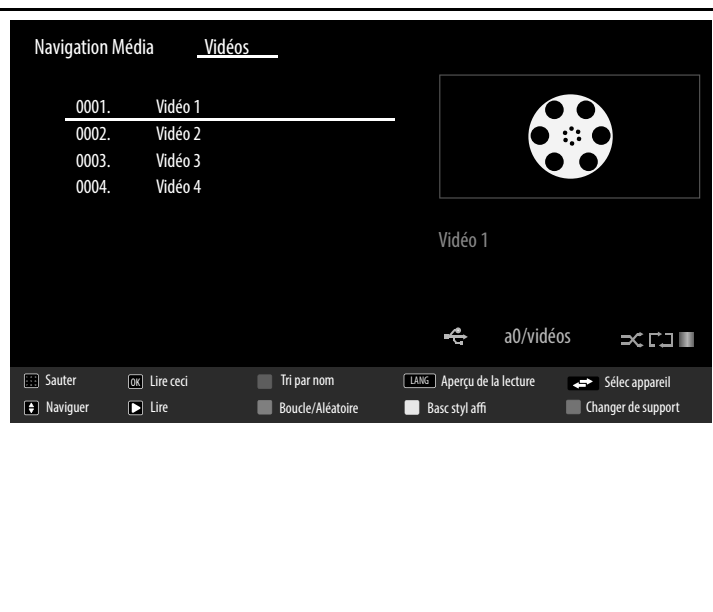 Navigation Média Vidéos
0001. Vidéo 1
0002. Vidéo 2
0003. Vidéo 3
0004. Vidéo 4
Vidéo 1
a0/vidéos
Sauter OK Lire ceci Tri par nom LANG Aperçu de la lecture Sélec appareil
Naviguer Lire Boucle/Aléatoire Basc styl affi Changer de support